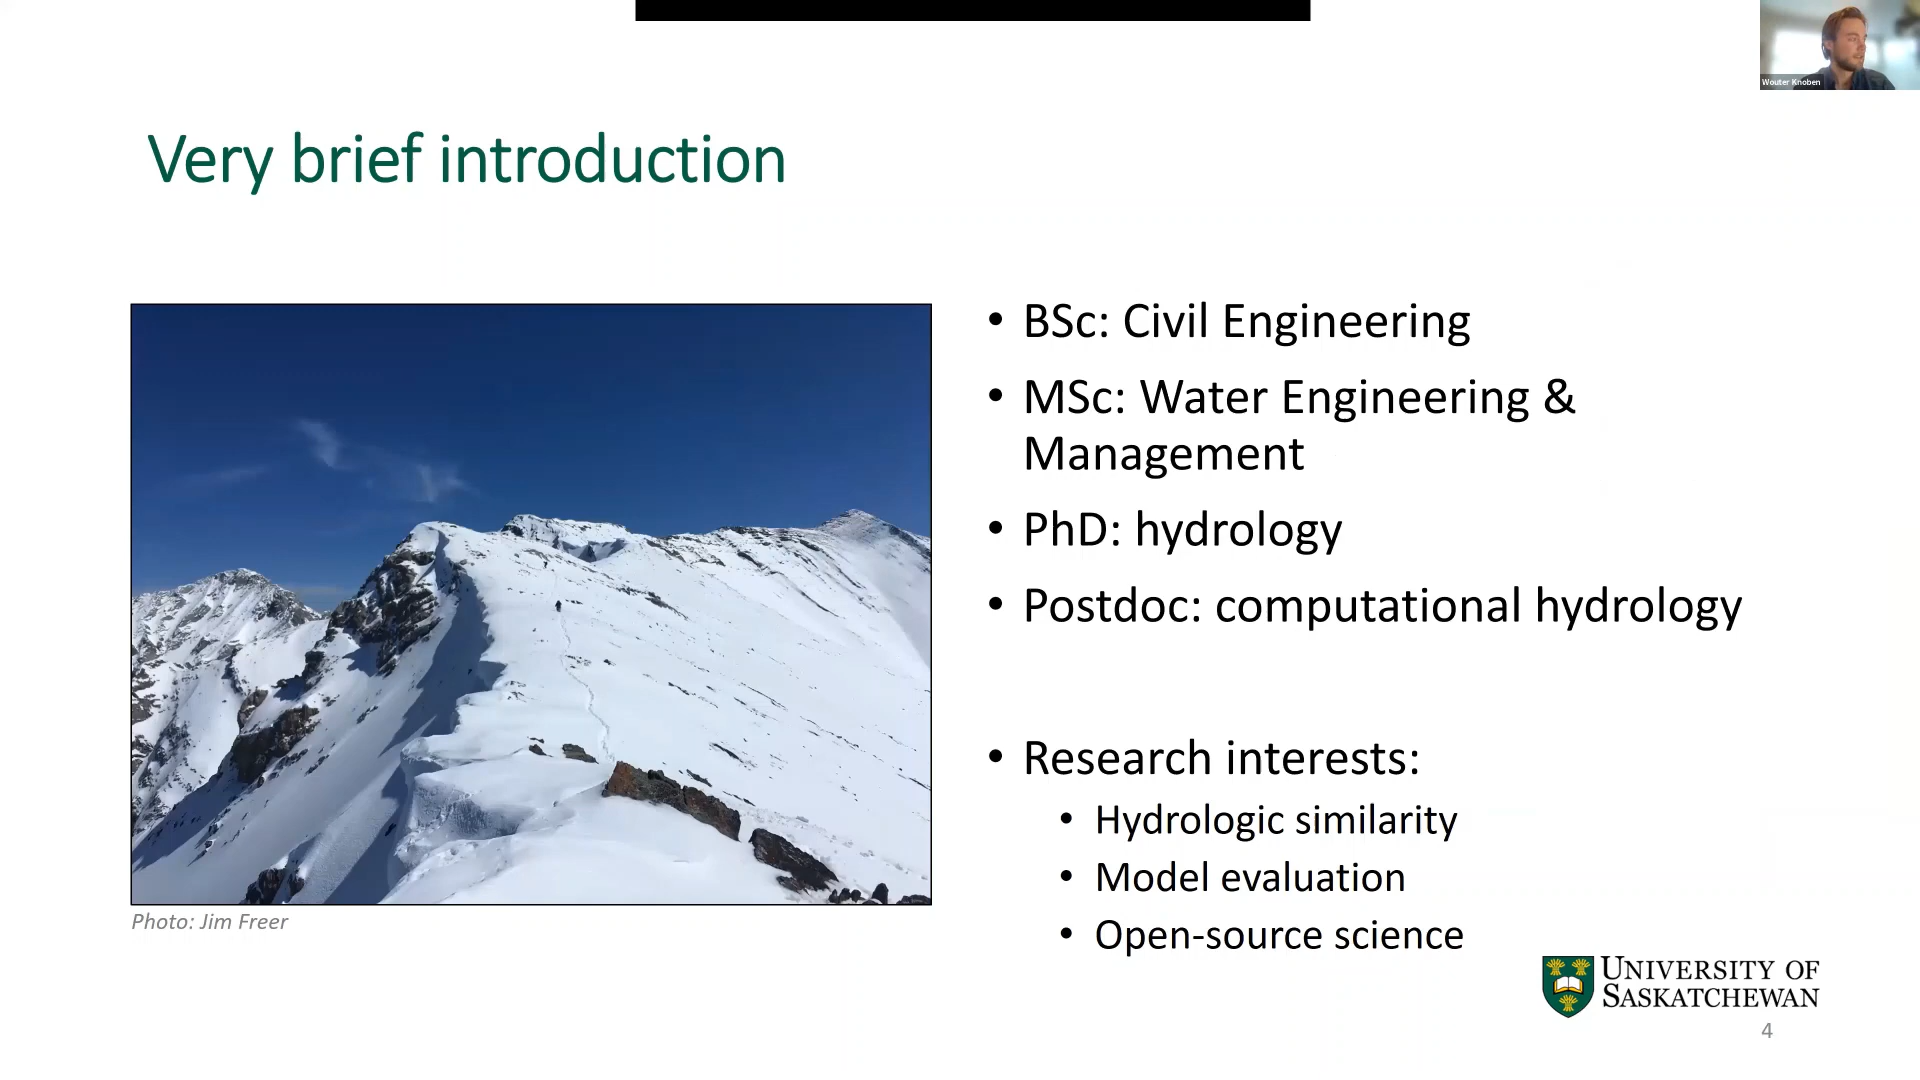 Wouter Knoben
Very brief introduction
• BSc: Civil Engineering
• MSc: Water Engineering &
Management
• PhD: hydrology
• Postdoc: computational hydrology
• Research interests:
• Hydrologic similarity
• Model evaluation
• Open-source science
Photo: Jim Freer
UNIVERSITY OF
SASKATCHEWAN
4